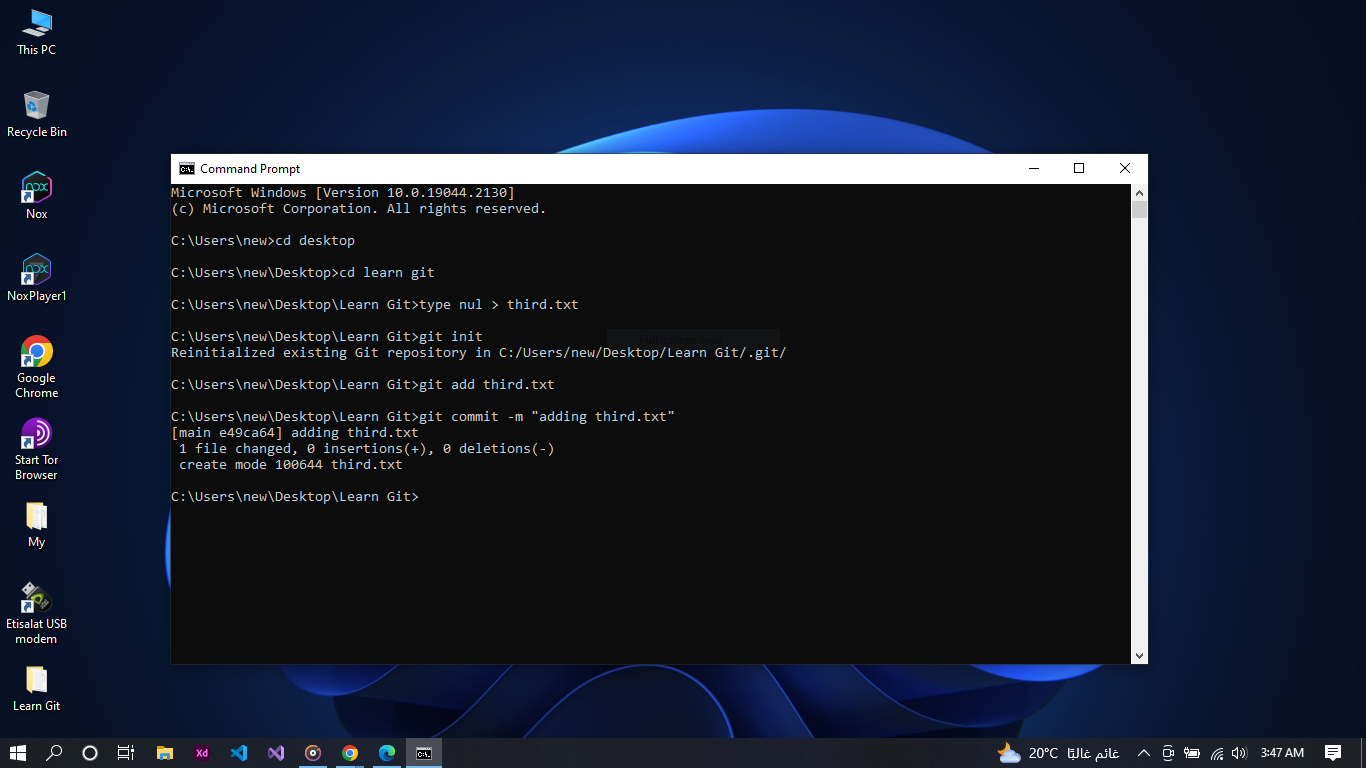 This PC
Recycle Bin
Nox
NoxPlayer1
Google
Chrome
Start Tor
Browser
My
Etisalat USB
modem
Learn Git
Command Prompt
Microsoft Windows [Version 10.0.19044.2130]
(c) Microsoft Corporation. All rights reserved.
C:\Users\new>cd desktop
C:\Users\new\Desktop>cd learn git
C:\Users\new\Desktop\Learn Git>type nul > third.txt
C:\Users\new\Desktop\Learn Git>git init
Reinitialized existing Git repository in C:/Users/new/Desktop/Learn Git/.git/
C:\Users\new\Desktop\Learn Git>git add third.txt
C:\Users\new\Desktop\Learn Git>git commit -m "adding third.txt"
[main e49ca64] adding third.txt
 1 file changed, 0 insertions(+), 0 deletions(-)
 create mode 100644 third.txt
C:\Users\new\Desktop\Learn Git>
20°C غائم غالبًا
3:47 AM